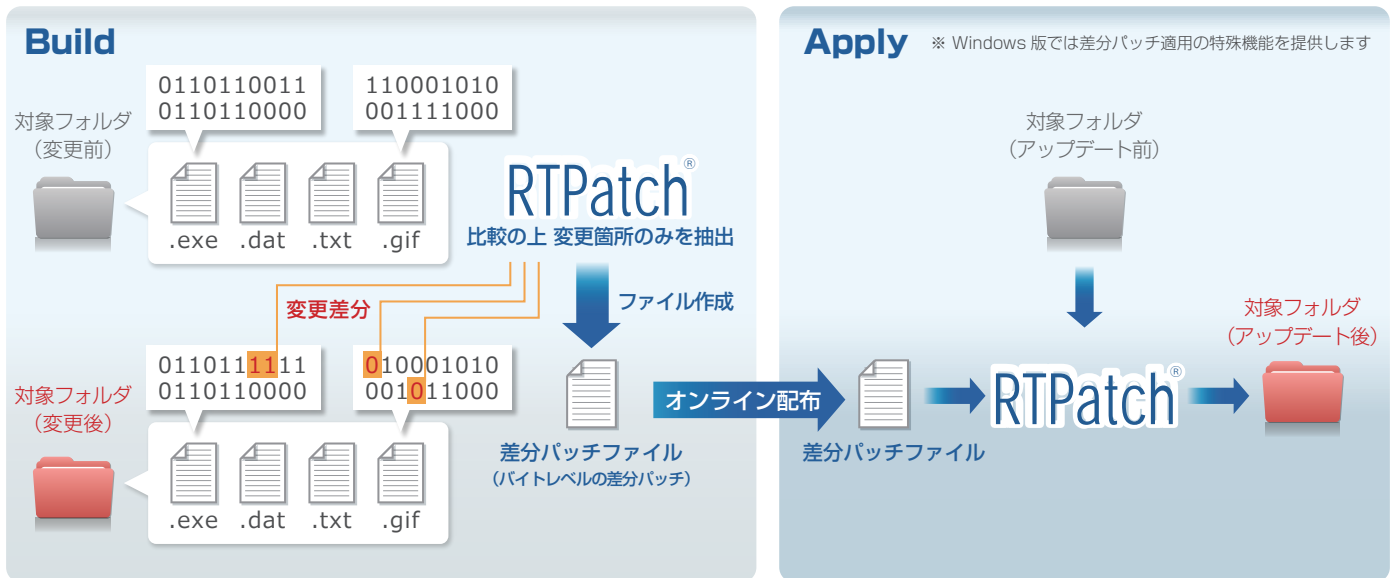 Build
0110110011
0110110000
110001010
001111000
対象フォルダ
（変更前）
.exe .dat .txt .gif
RTPatch®
比較の上 変更箇所のみを抽出
変更差分
ファイル作成
0110111111
0110110000
010001010
001011000
対象フォルダ
（変更後）
.exe .dat .txt .gif
差分パッチファイル
（バイトレベルの差分パッチ）
オンライン配布
Apply ※ Windows 版では差分パッチ適用の特殊機能を提供します
対象フォルダ
（アップデート前）
差分パッチファイル
RTPatch®
対象フォルダ
（アップデート後）